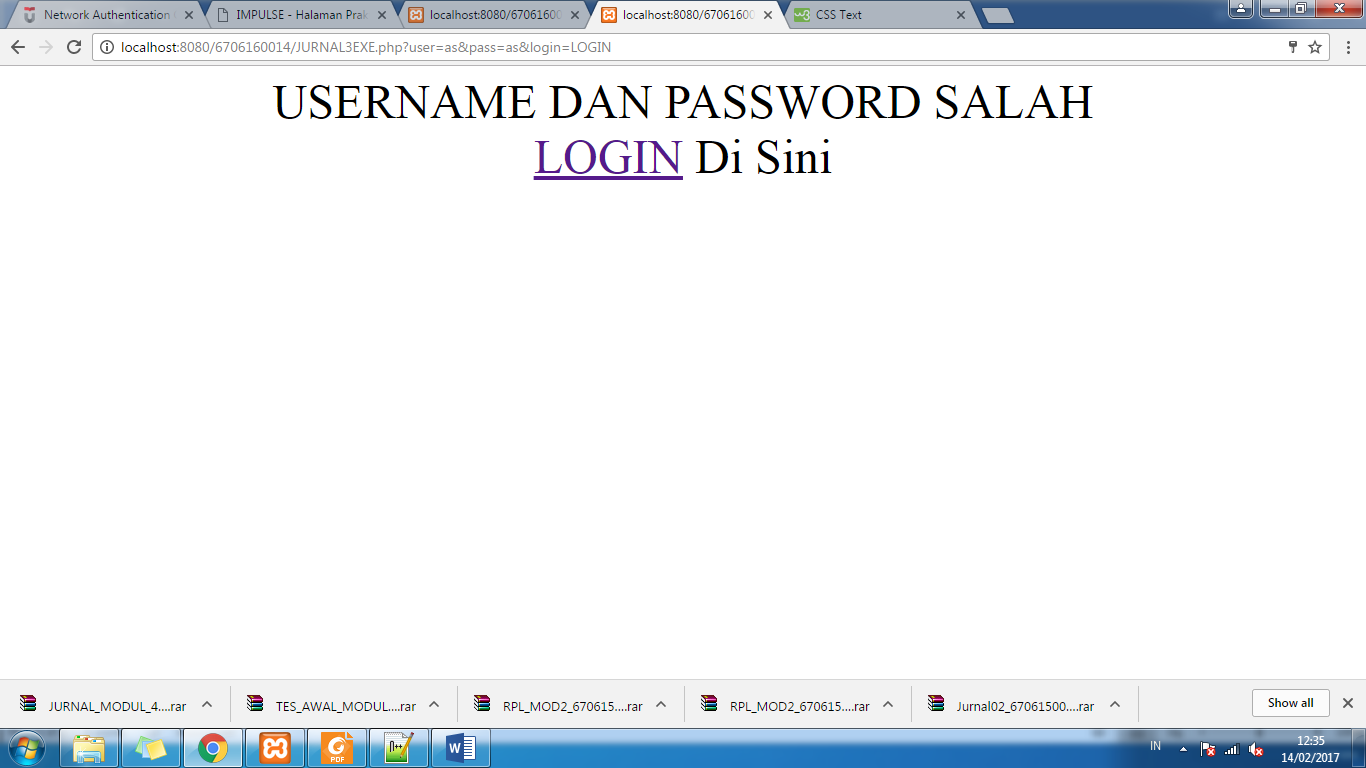 Network Authentication
IMPULSE - Halaman Prak
localhost:8080/6706160
localhost:8080/6706160
CSS Text
localhost:8080/6706160014/JURNAL3EXE.php?user=as&pass=as&login=LOGIN
USERNAME DAN PASSWORD SALAH
LOGIN Di Sini
JURNAL_MODUL_4....rar
TES_AWAL_MODUL....rar
RPL_MOD2_670615....rar
RPL_MOD2_670615....rar
Jurnal02_67061500....rar
Show all
PDF
n++
W
IN
12:35
14/02/2017